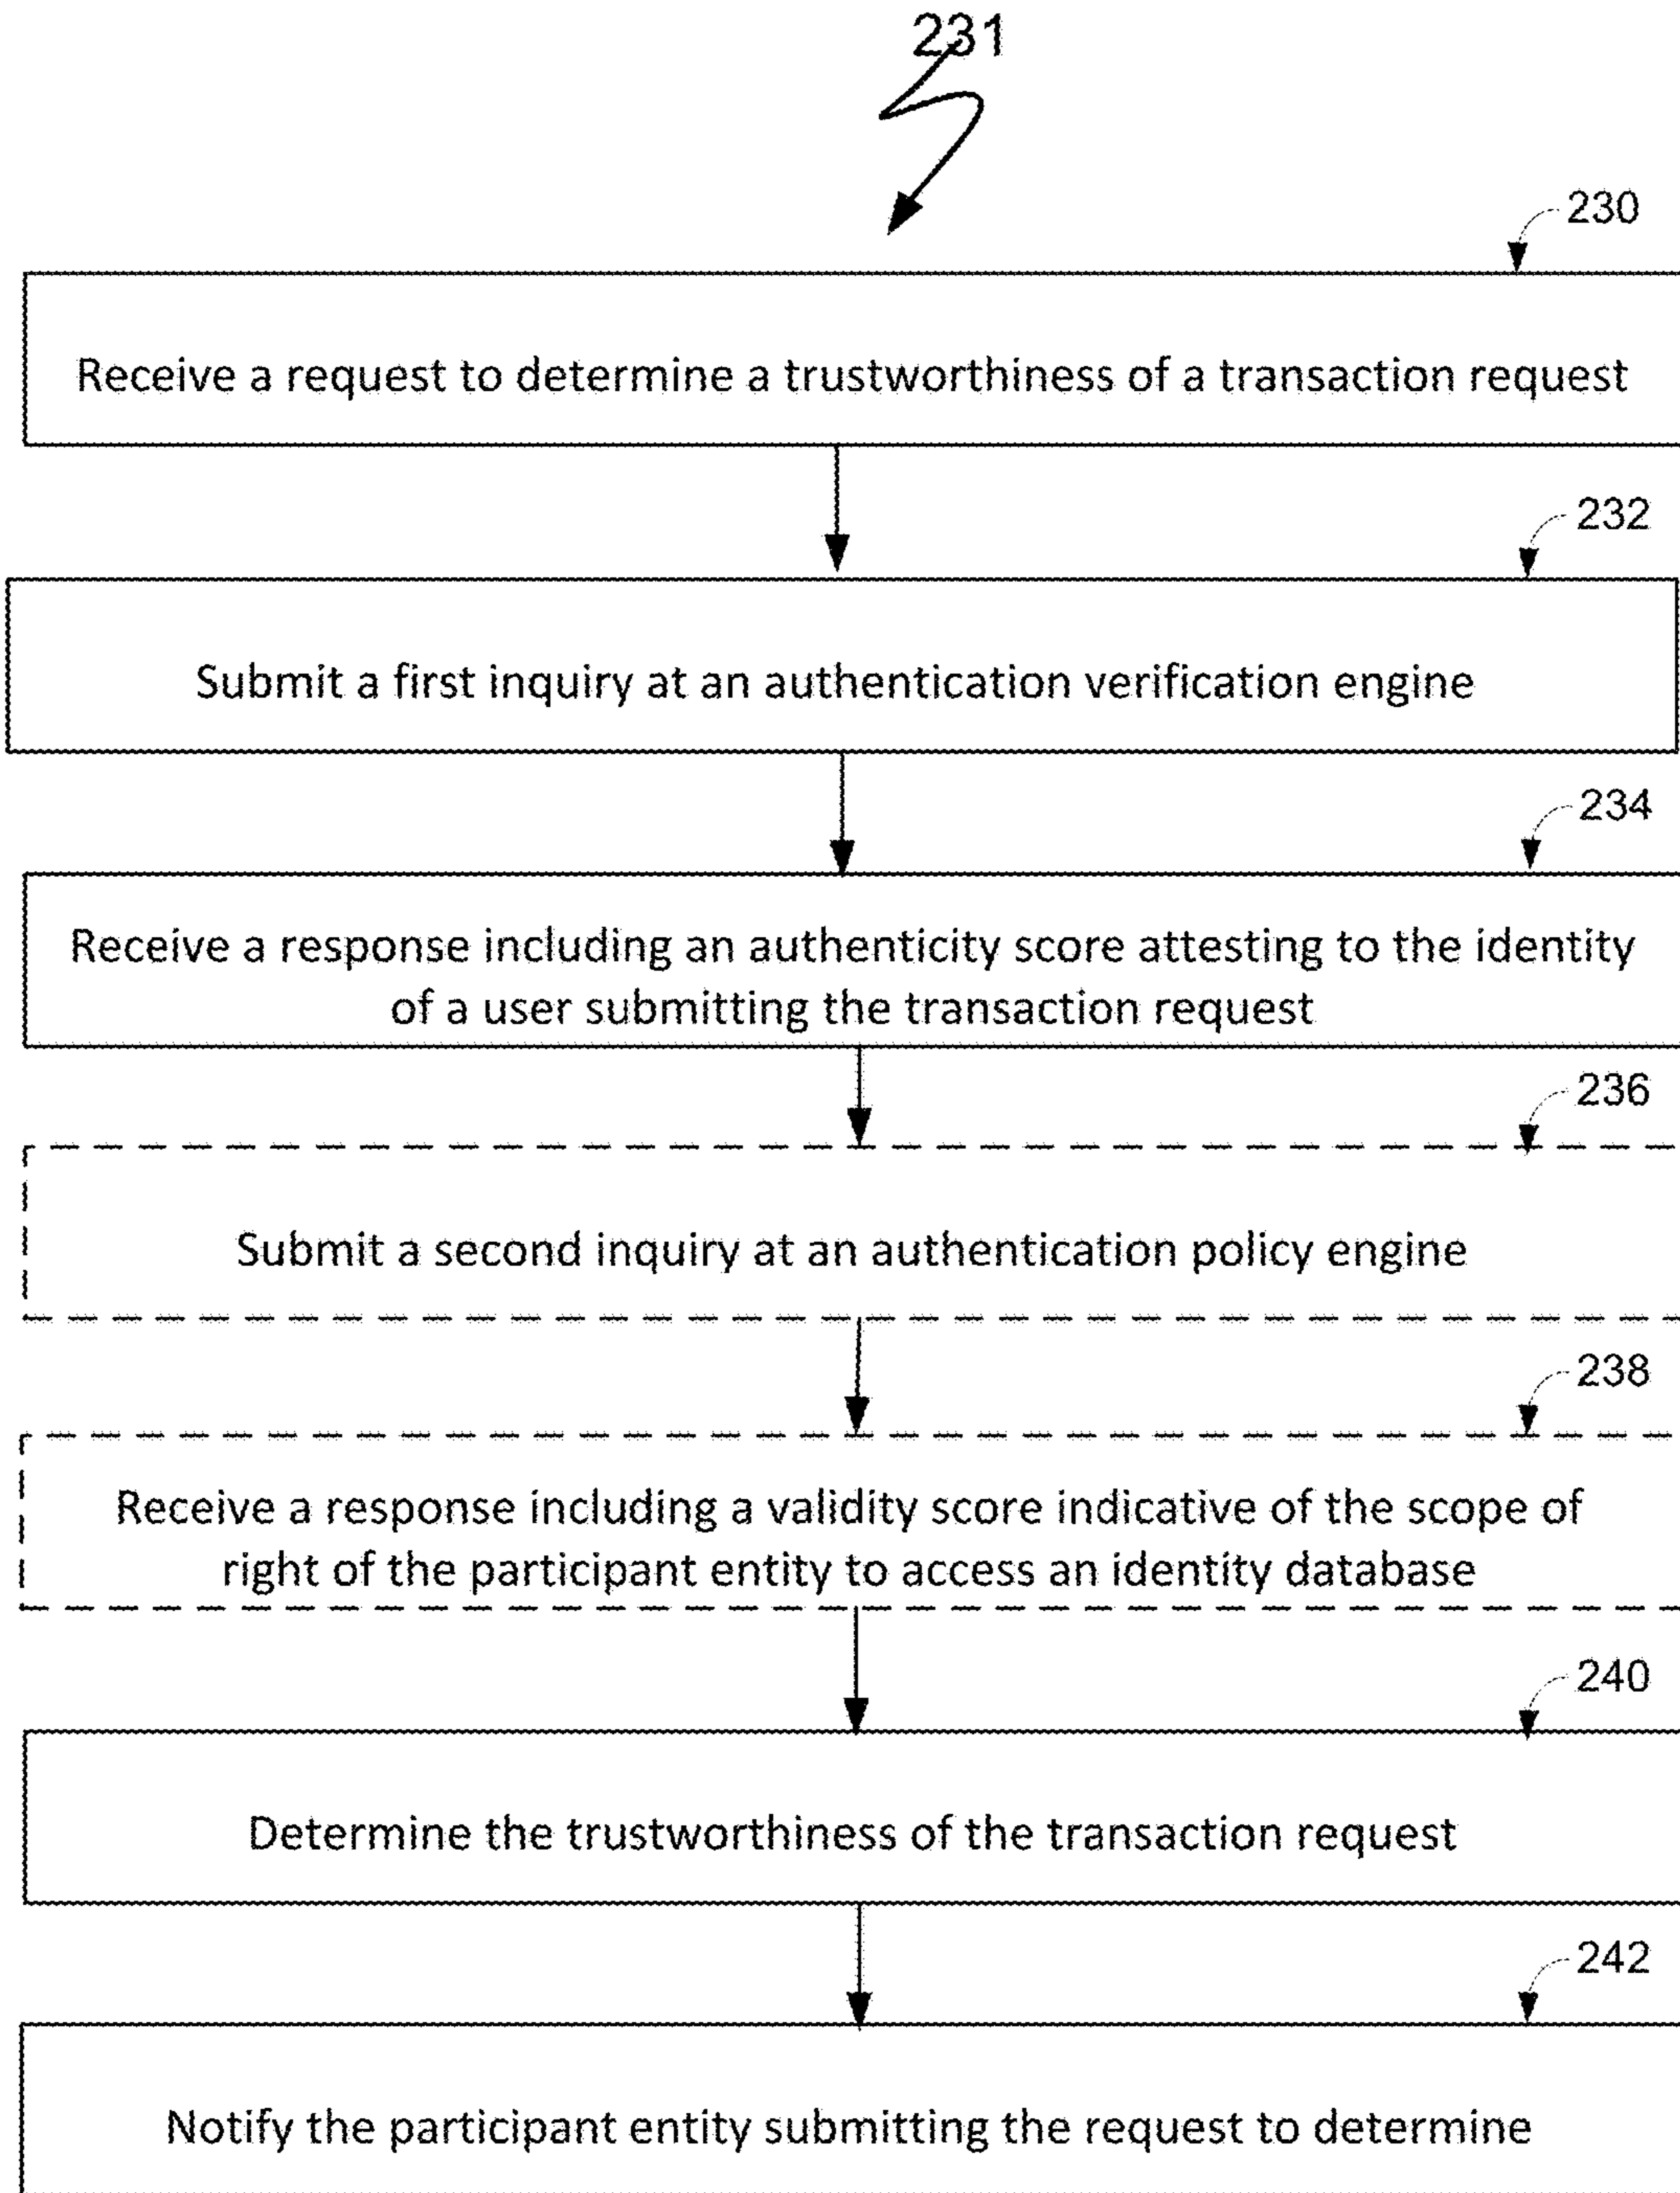 231
230
Receive a request to determine a trustworthiness of a transaction request
232
Submit a first inquiry at an authentication verification engine
234
Receive a response including an authenticity score attesting to the identity
of a user submitting the transaction request
236
Submit a second inquiry at an authentication policy engine
238
Receive a response including a validity score indicative of the scope of
right of the participant entity to access an identity database
240
Determine the trustworthiness of the transaction request
242
Notify the participant entity submitting the request to determine